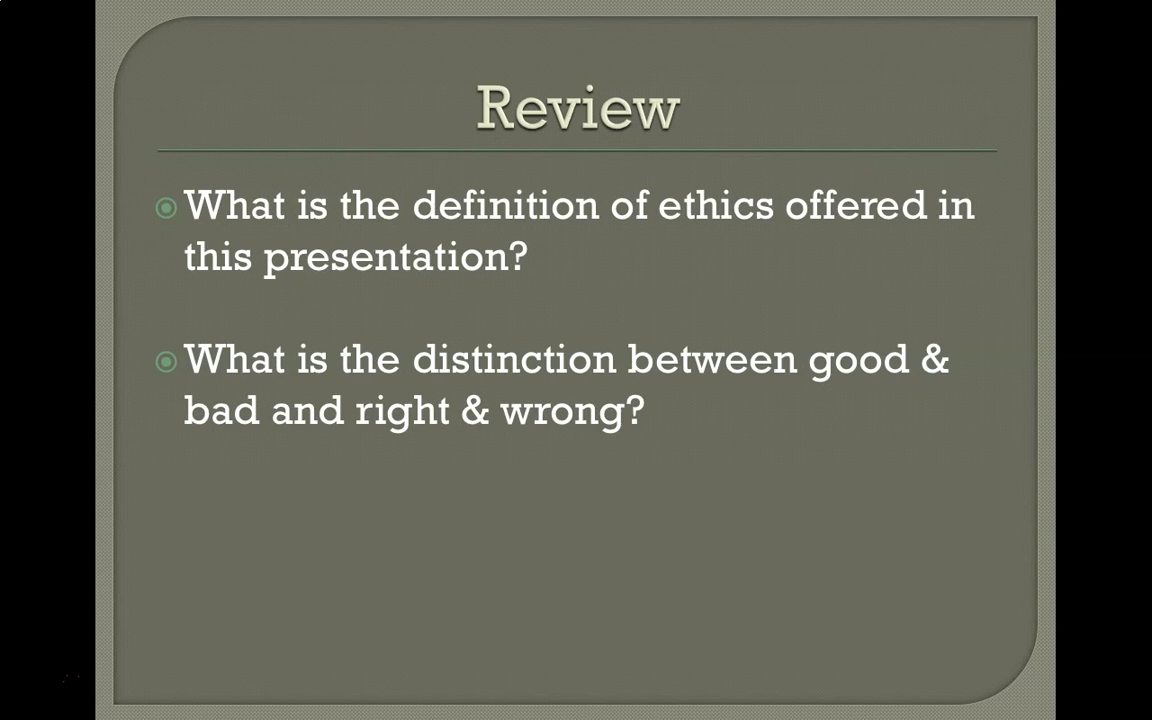 Review
What is the definition of ethics offered in
this presentation?
What is the distinction between good &
bad and right & wrong?